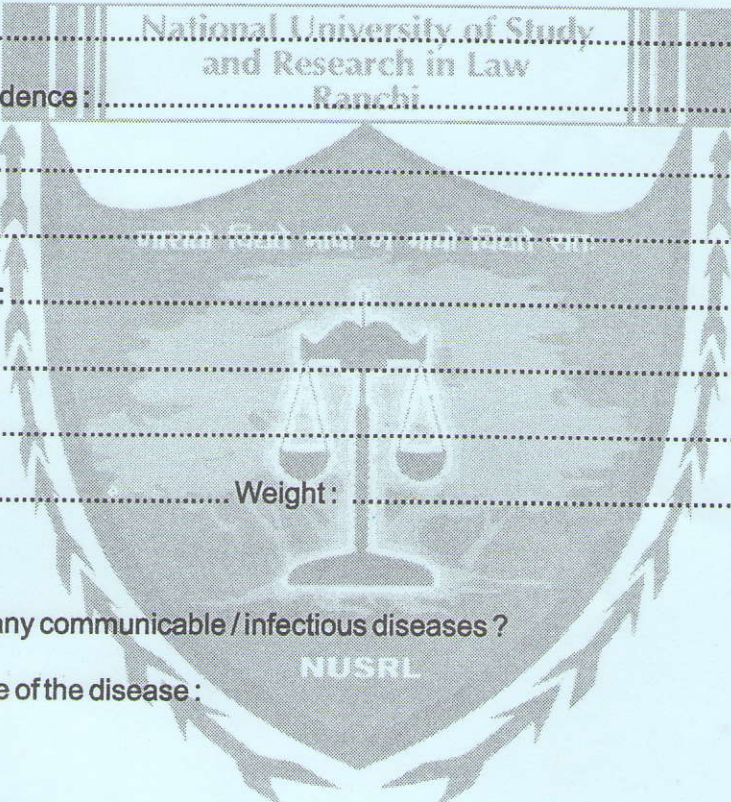 National University of Study
and Research in Law
Ranchi
dence :
Weight :
any communicable / infectious diseases ?
NUSRL
e of the disease :